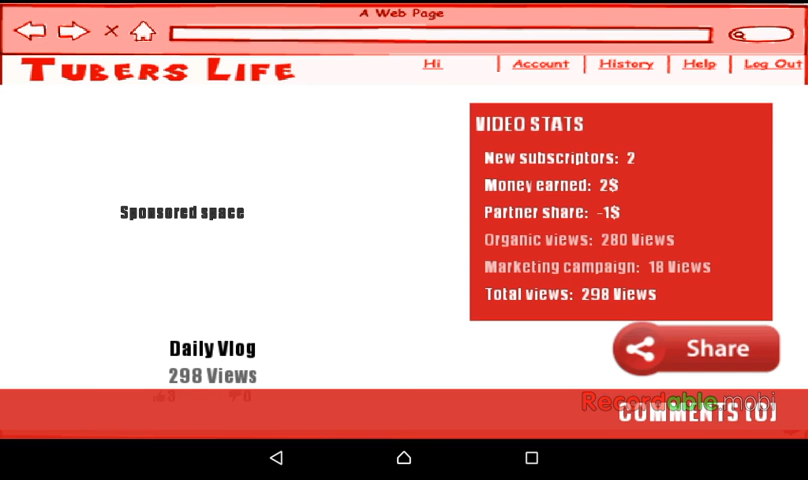 A Web Page
Tubers Life
Hi
Account
History
Help
Log Out
VIDEO STATS
New subscriptors: 2
Money earned: 2$
Partner share: -1$
Organic views: 280 Views
Marketing campaign: 18 Views
Total views: 298 Views
Sponsored space
Share
Daily Vlog
298 Views
3
0
Recordable.mobi
COMMENTS (0)